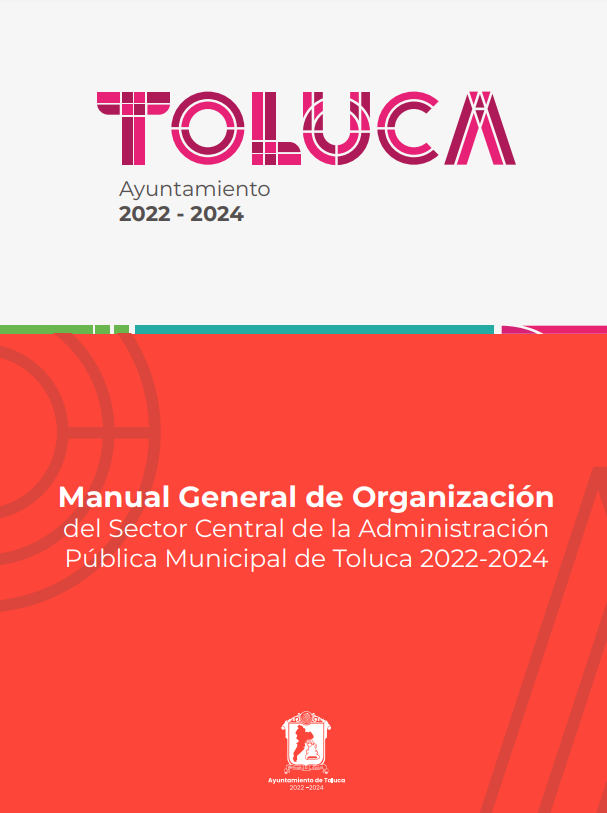 TOLUCA
Ayuntamiento
2022 - 2024
Manual General de Organización
del Sector Central de la Administración
Pública Municipal de Toluca 2022-2024
Ayuntamiento de Toluca
2022 -2024